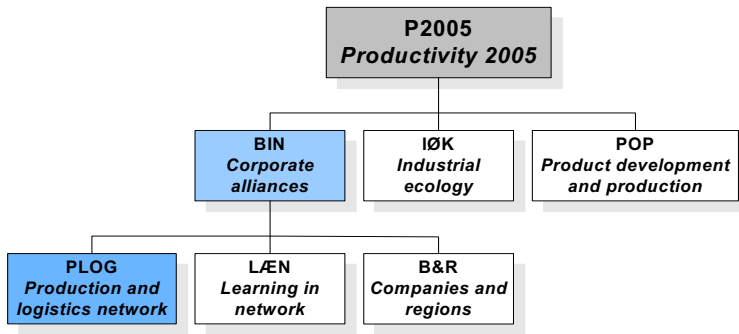 P2005
Productivity 2005
BIN
Corporate
alliances
IØK
Industrial
ecology
POP
Product development
and production
PLOG
Production and
logistics network
LÆN
Learning in
network
B&R
Companies and
regions